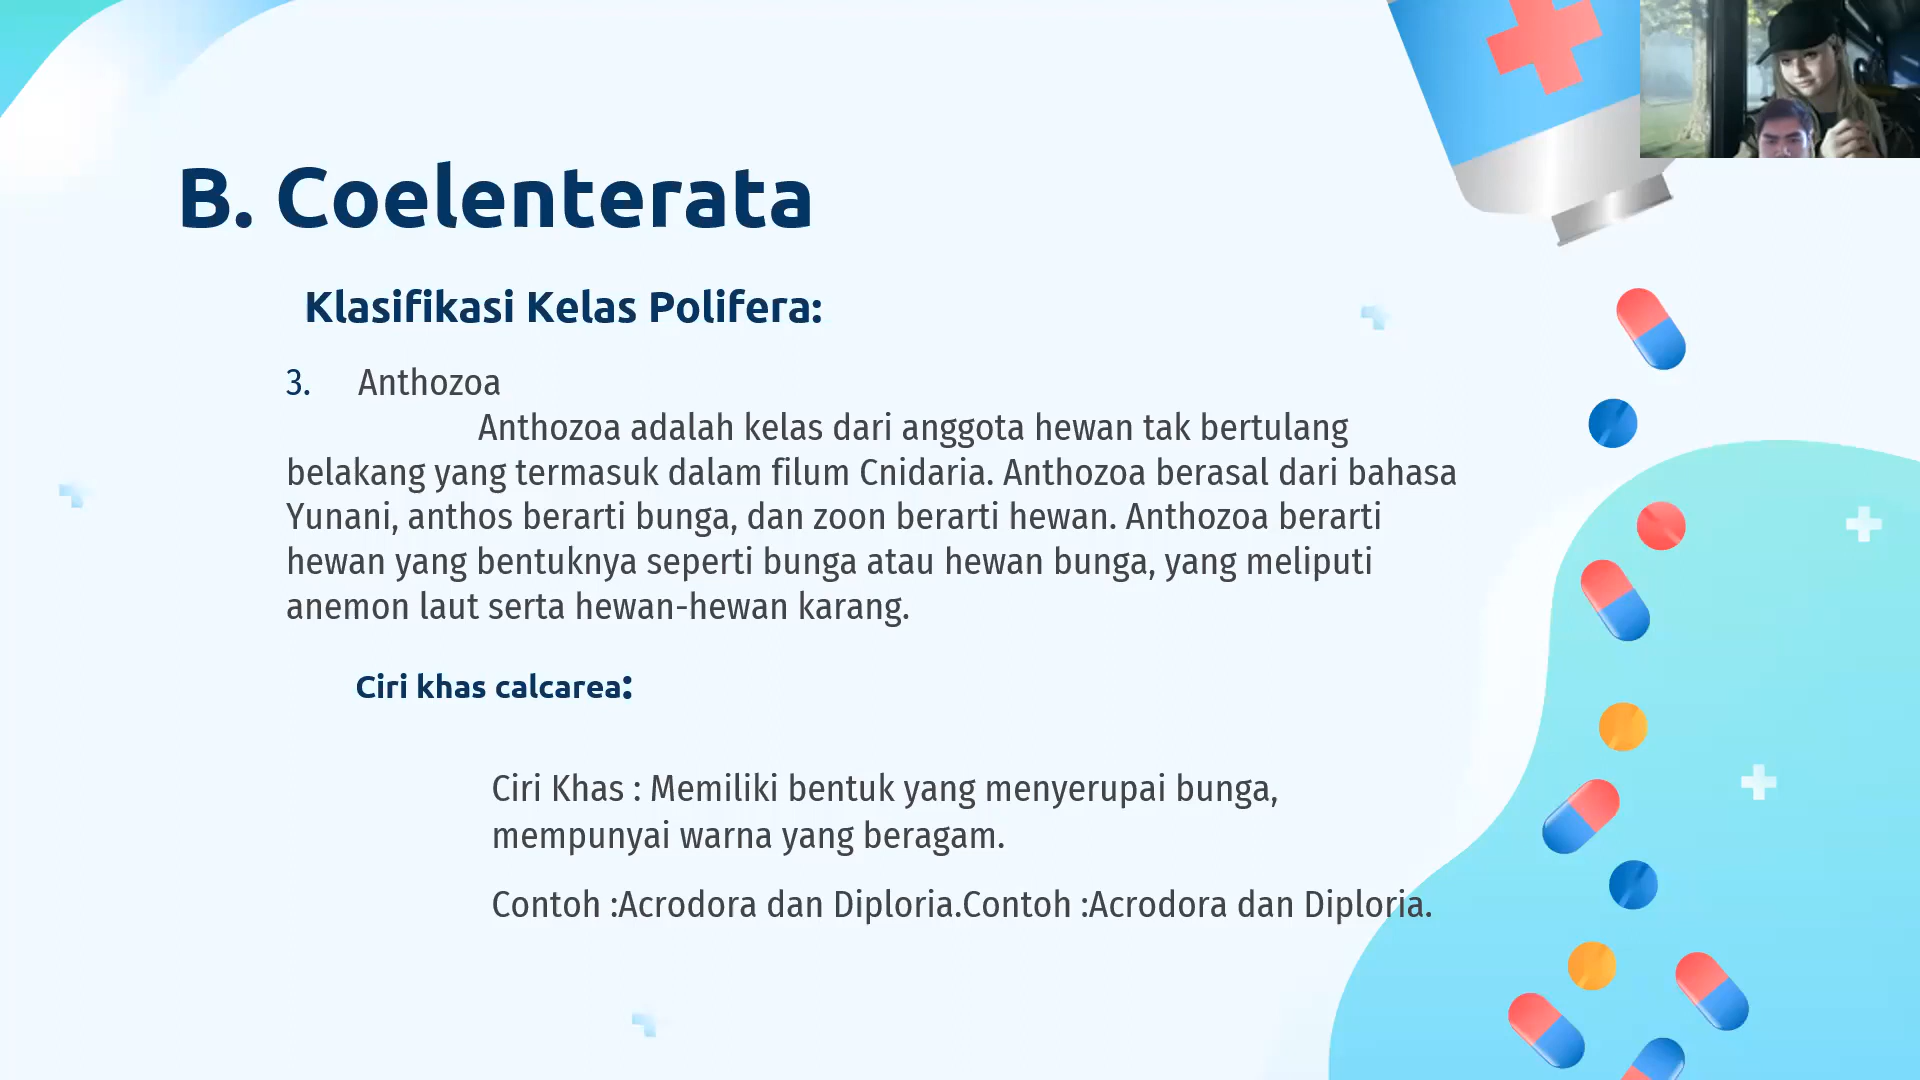 B. Coelenterata
Klasifikasi Kelas Polifera:
3. Anthozoa
Anthozoa adalah kelas dari anggota hewan tak bertulang
belakang yang termasuk dalam filum Cnidaria. Anthozoa berasal dari bahasa
Yunani, anthos berarti bunga, dan zoon berarti hewan. Anthozoa berarti
hewan yang bentuknya seperti bunga atau hewan bunga, yang meliputi
anemon laut serta hewan-hewan karang.
Ciri khas calcarea:
Ciri Khas : Memiliki bentuk yang menyerupai bunga,
mempunyai warna yang beragam.
Contoh :Acrodora dan Diploria.Contoh :Acrodora dan Diploria.